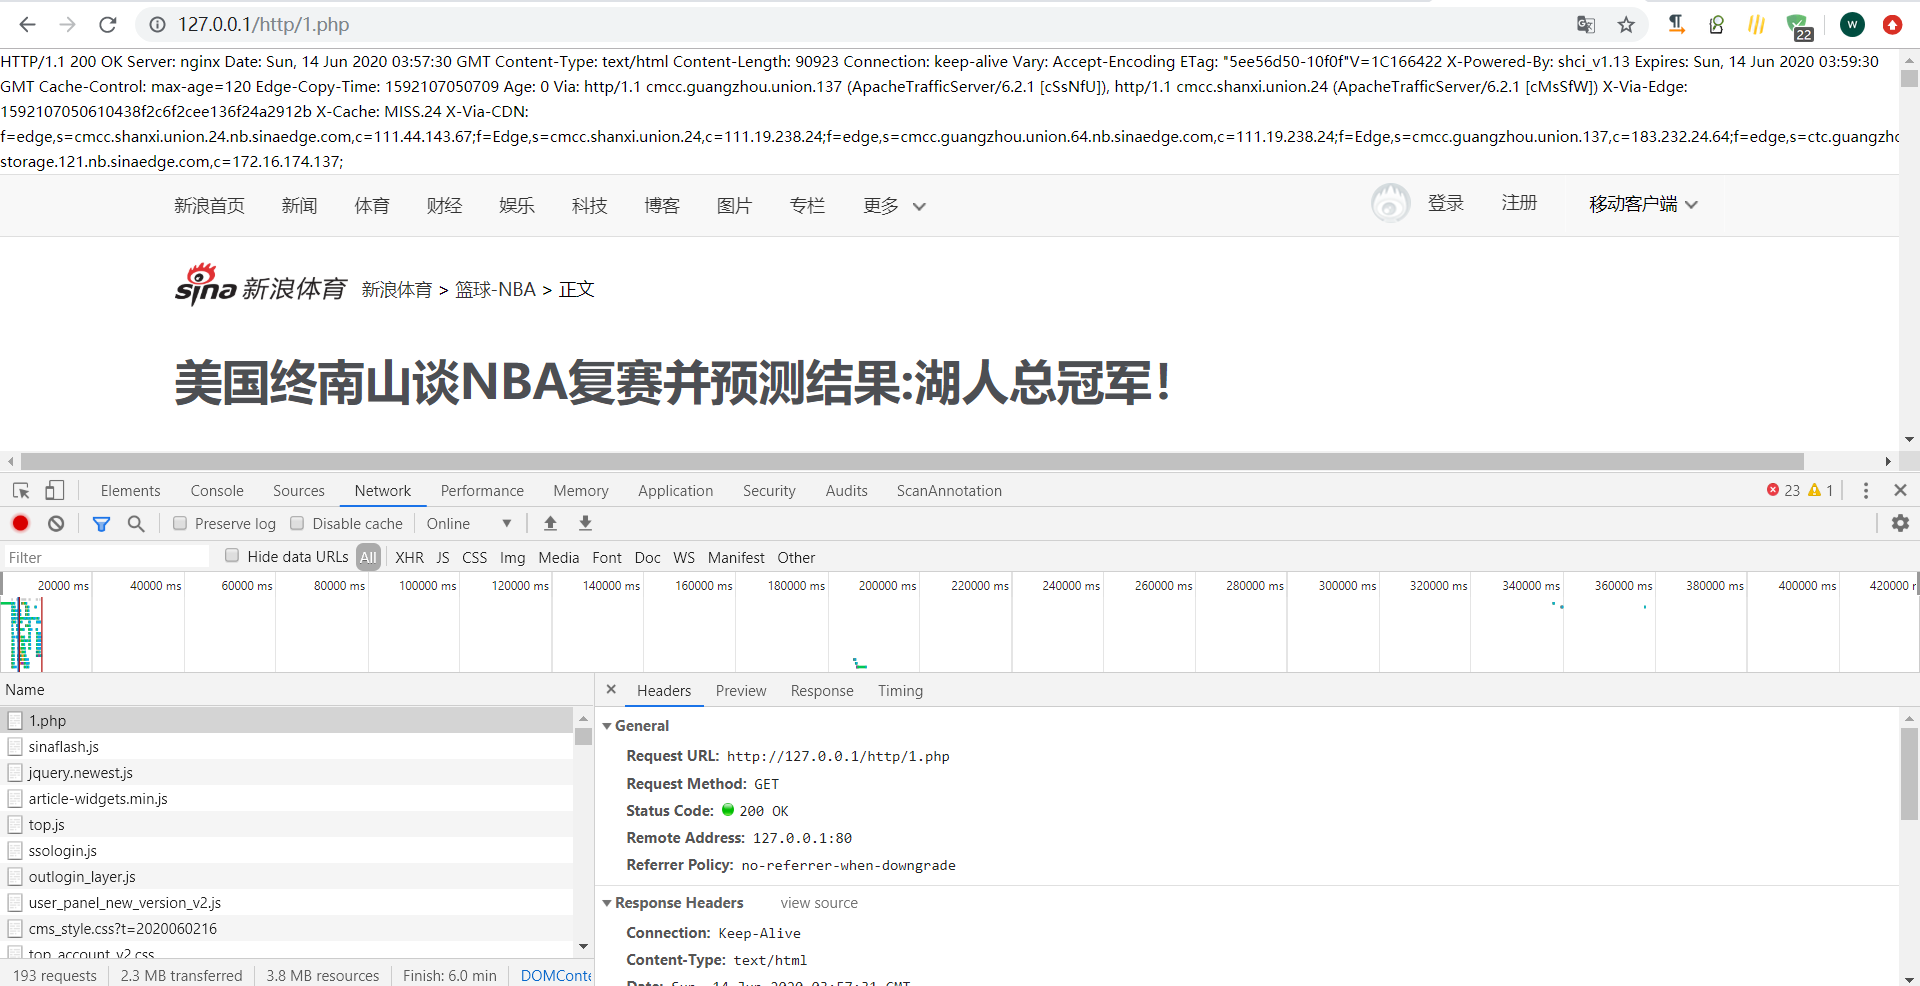 127.0.0.1/http/1.php
22
W
HTTP/1.1 200 OK Server: nginx Date: Sun, 14 Jun 2020 03:57:30 GMT Content-Type: text/html Content-Length: 90923 Connection: keep-alive Vary: Accept-Encoding ETag: "5ee56d50-10f0f"V=1C166422 X-Powered-By: shci_v1.13 Expires: Sun, 14 Jun 2020 03:59:30
GMT Cache-Control: max-age=120 Edge-Copy-Time: 1592107050709 Age: 0 Via: http/1.1 cmcc.guangzhou.union.137 (ApacheTrafficServer/6.2.1 [cSsNfU]), http/1.1 cmcc.shanxi.union.24 (ApacheTrafficServer/6.2.1 [cMsSfW]) X-Via-Edge:
1592107050610438f2c6f2cee136f24a2912b X-Cache: MISS.24 X-Via-CDN:
f=edge,s=cmcc.shanxi.union.24.nb.sinaedge.com,c=111.44.143.67;f=Edge,s=cmcc.shanxi.union.24,c=111.19.238.24;f=edge,s=cmcc.guangzhou.union.64.nb.sinaedge.com,c=111.19.238.24;f=Edge,s=cmcc.guangzhou.union.137,c=183.232.24.64;f=edge,s=ctc.guangzho
storage.121.nb.sinaedge.com,c=172.16.174.137;
新浪首页 新闻 体育 财经 娱乐 科技 博客 图片 专栏 更多 登录 注册 移动客户端
sina 新浪体育 新浪体育 > 篮球-NBA > 正文
美国终南山谈NBA复赛并预测结果:湖人总冠军！
Elements Console Sources Network Performance Memory Application Security Audits ScanAnnotation 23 1
Preserve log Disable cache Online
Filter Hide data URLs All XHR JS CSS Img Media Font Doc WS Manifest Other
20000 ms 40000 ms 60000 ms 80000 ms 100000 ms 120000 ms 140000 ms 160000 ms 180000 ms 200000 ms 220000 ms 240000 ms 260000 ms 280000 ms 300000 ms 320000 ms 340000 ms 360000 ms 380000 ms 400000 ms 420000 r
Name
1.php
sinaflash.js
jquery.newest.js
article-widgets.min.js
top.js
ssologin.js
outlogin_layer.js
user_panel_new_version_v2.js
cms_style.css?t=2020060216
top_account_v2.css
193 requests 2.3 MB transferred 3.8 MB resources Finish: 6.0 min DOMConte
Headers Preview Response Timing
General
Request URL: http://127.0.0.1/http/1.php
Request Method: GET
Status Code: 200 OK
Remote Address: 127.0.0.1:80
Referrer Policy: no-referrer-when-downgrade
Response Headers view source
Connection: Keep-Alive
Content-Type: text/html
Date: Sun, 14 Jun 2020 03:57:31 GMT